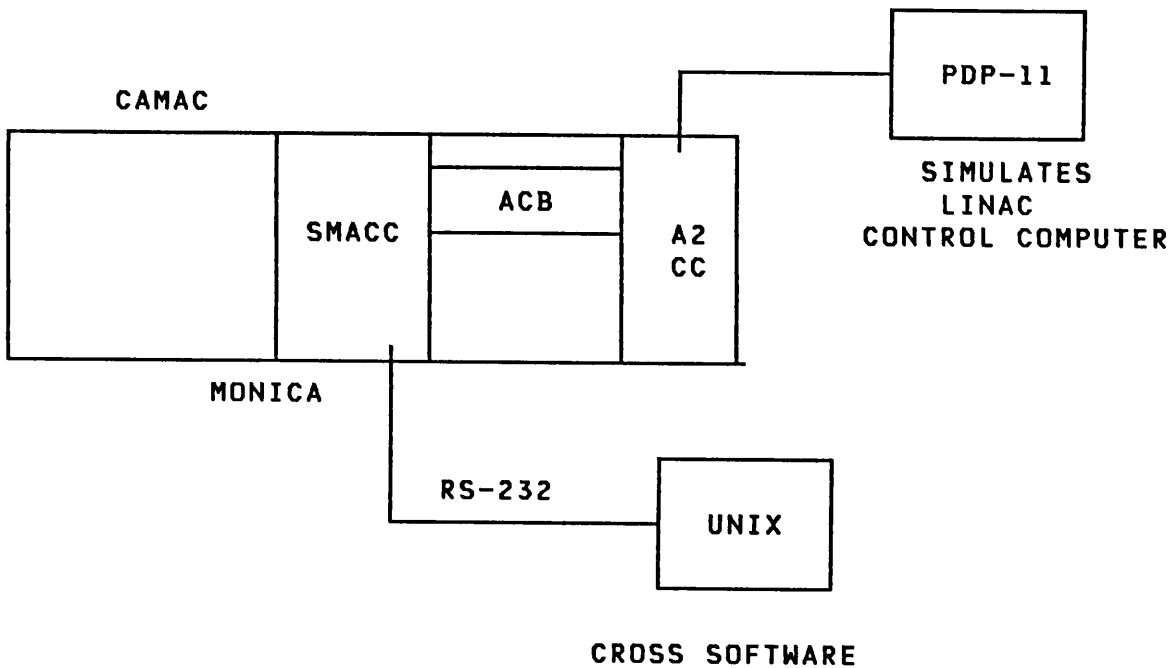 PDP-11
CAMAC
SIMULATES
LINAC
CONTROL COMPUTER
ACB
SMACC
A2
CC
MONICA
RS-232
UNIX
CROSS SOFTWARE